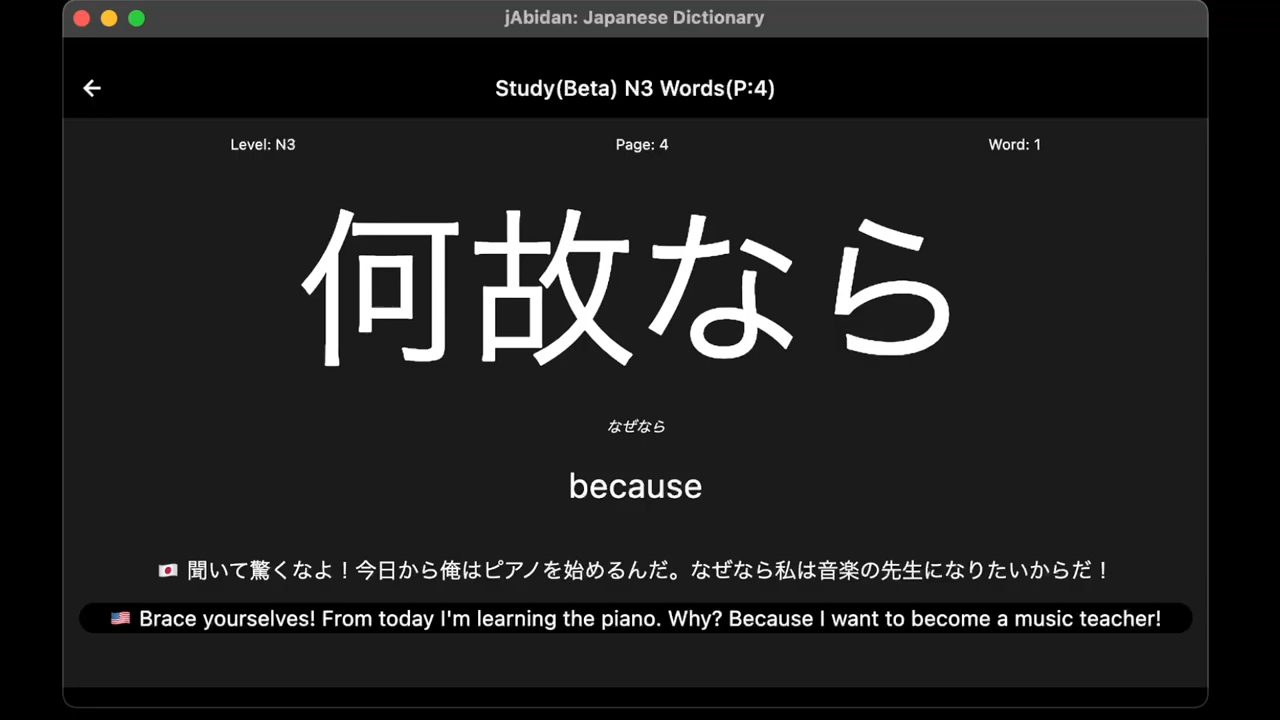 jAbidan: Japanese Dictionary
Study(Beta) N3 Words(P:4)
Level: N3 Page: 4 Word: 1
何故なら
なぜなら
because
聞いて驚くなよ！今日から俺はピアノを始めるんだ。なぜなら私は音楽の先生になりたいからだ！
Brace yourselves! From today I'm learning the piano. Why? Because I want to become a music teacher!